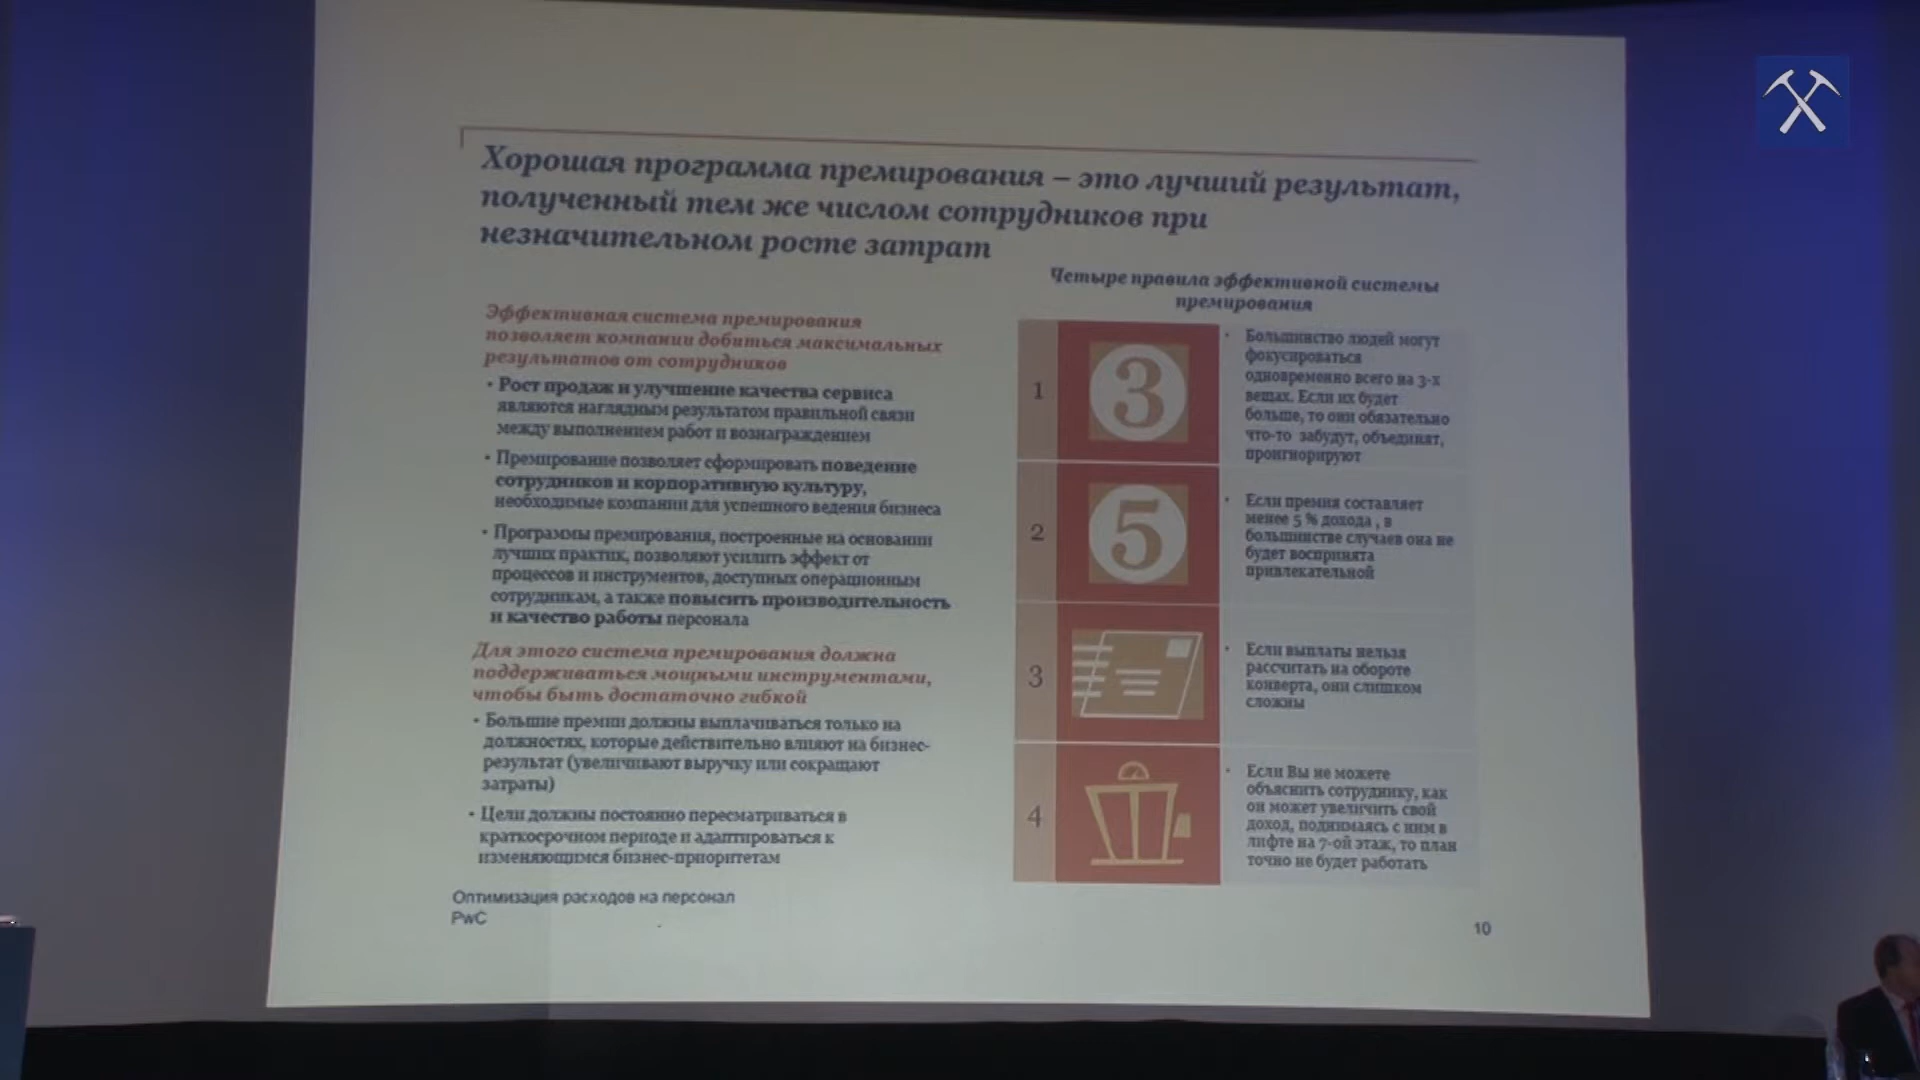 Хорошая программа премирования – это лучший результат,
полученный тем же числом сотрудников при
незначительном росте затрат
Эффективная система премирования
позволяет компании добиться максимальных
результатов от сотрудников
• Рост продаж и улучшение качества сервиса
являются наглядным результатом правильной связи
между выполнением работ и вознаграждением
• Премирование позволяет сформировать поведение
сотрудников и корпоративную культуру,
необходимые компании для успешного ведения бизнеса
• Программы премирования, построенные на основании
лучших практик, позволяют усилить эффект от
процессов и инструментов, доступных операционным
сотрудникам, а также повысить производительность
и качество работы персонала
Для этого система премирования должна
поддерживаться мощными инструментами,
чтобы быть достаточно гибкой
• Большие премии должны выплачиваться только на
должностях, которые действительно влияют на бизнес-
результат (увеличивают выручку или сокращают
затраты)
• Цели должны постоянно пересматриваться в
краткосрочном периоде и адаптироваться к
изменяющимся бизнес-приоритетам
Четыре правила эффективной системы
премирования
1
3
• Большинство людей могут
фокусироваться
одновременно всего на 3-х
вещах. Если их будет
больше, то они обязательно
что-то забудут, объединят,
проигнорируют
2
5
• Если премия составляет
менее 5 % дохода , в
большинстве случаев она не
будет воспринята
привлекательной
3
• Если выплаты нельзя
рассчитать на обороте
конверта, они слишком
сложны
4
• Если Вы не можете
объяснить сотруднику, как
он может увеличить свой
доход, поднимаясь с ним в
лифте на 7-ой этаж, то план
точно не будет работать
Оптимизация расходов на персонал
PwC
10